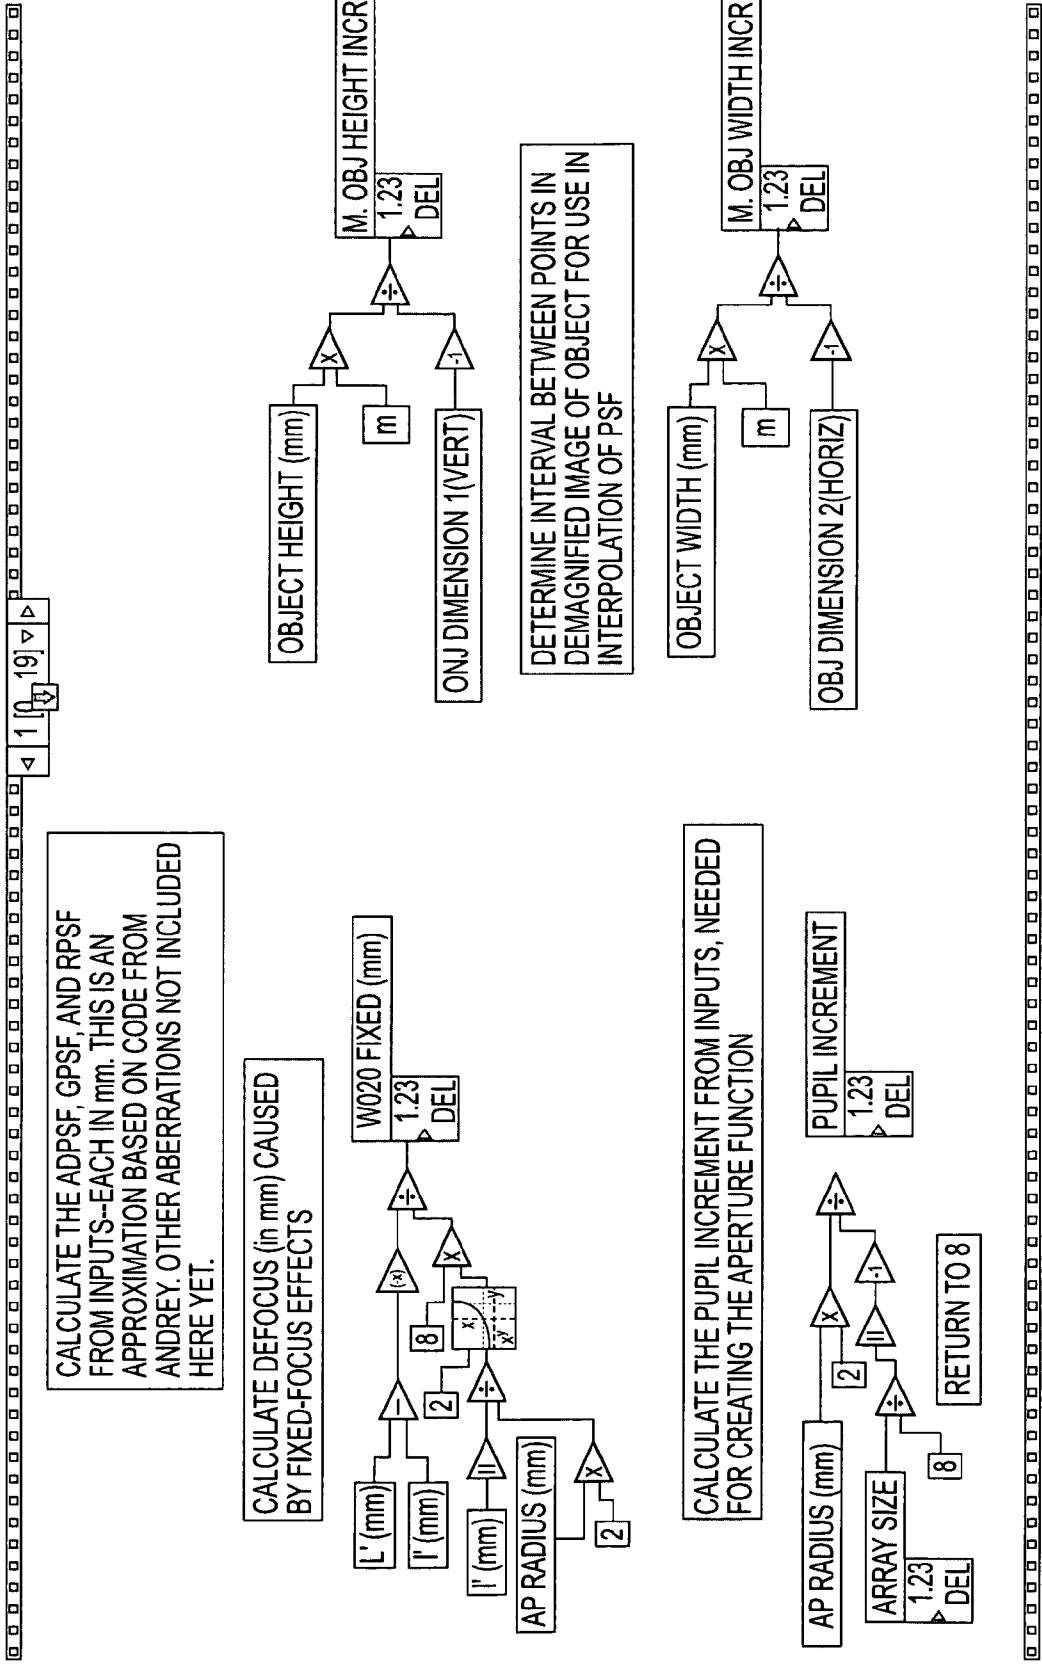 1 [0 19]
CALCULATE THE ADPSF, GPSF, AND RPSF
FROM INPUTS--EACH IN mm. THIS IS AN
APPROXIMATION BASED ON CODE FROM
ANDREY. OTHER ABERRATIONS NOT INCLUDED
HERE YET.
CALCULATE DEFOCUS (in mm) CAUSED
BY FIXED-FOCUS EFFECTS
L' (mm)
l' (mm)
-
(-x)
÷
W020 FIXED (mm)
1.23
DEL
l' (mm)
||
÷
2
x
y
x^y
8
X
AP RADIUS (mm)
2
X
CALCULATE THE PUPIL INCREMENT FROM INPUTS, NEEDED
FOR CREATING THE APERTURE FUNCTION
AP RADIUS (mm)
2
X
÷
PUPIL INCREMENT
1.23
DEL
ARRAY SIZE
1.23
DEL
8
÷
||
-1
RETURN TO 8
OBJECT HEIGHT (mm)
m
X
÷
M. OBJ HEIGHT INCR
1.23
DEL
ONJ DIMENSION 1(VERT)
-1
DETERMINE INTERVAL BETWEEN POINTS IN
DEMAGNIFIED IMAGE OF OBJECT FOR USE IN
INTERPOLATION OF PSF
OBJECT WIDTH (mm)
m
X
÷
M. OBJ WIDTH INCR
1.23
DEL
OBJ DIMENSION 2(HORIZ)
-1